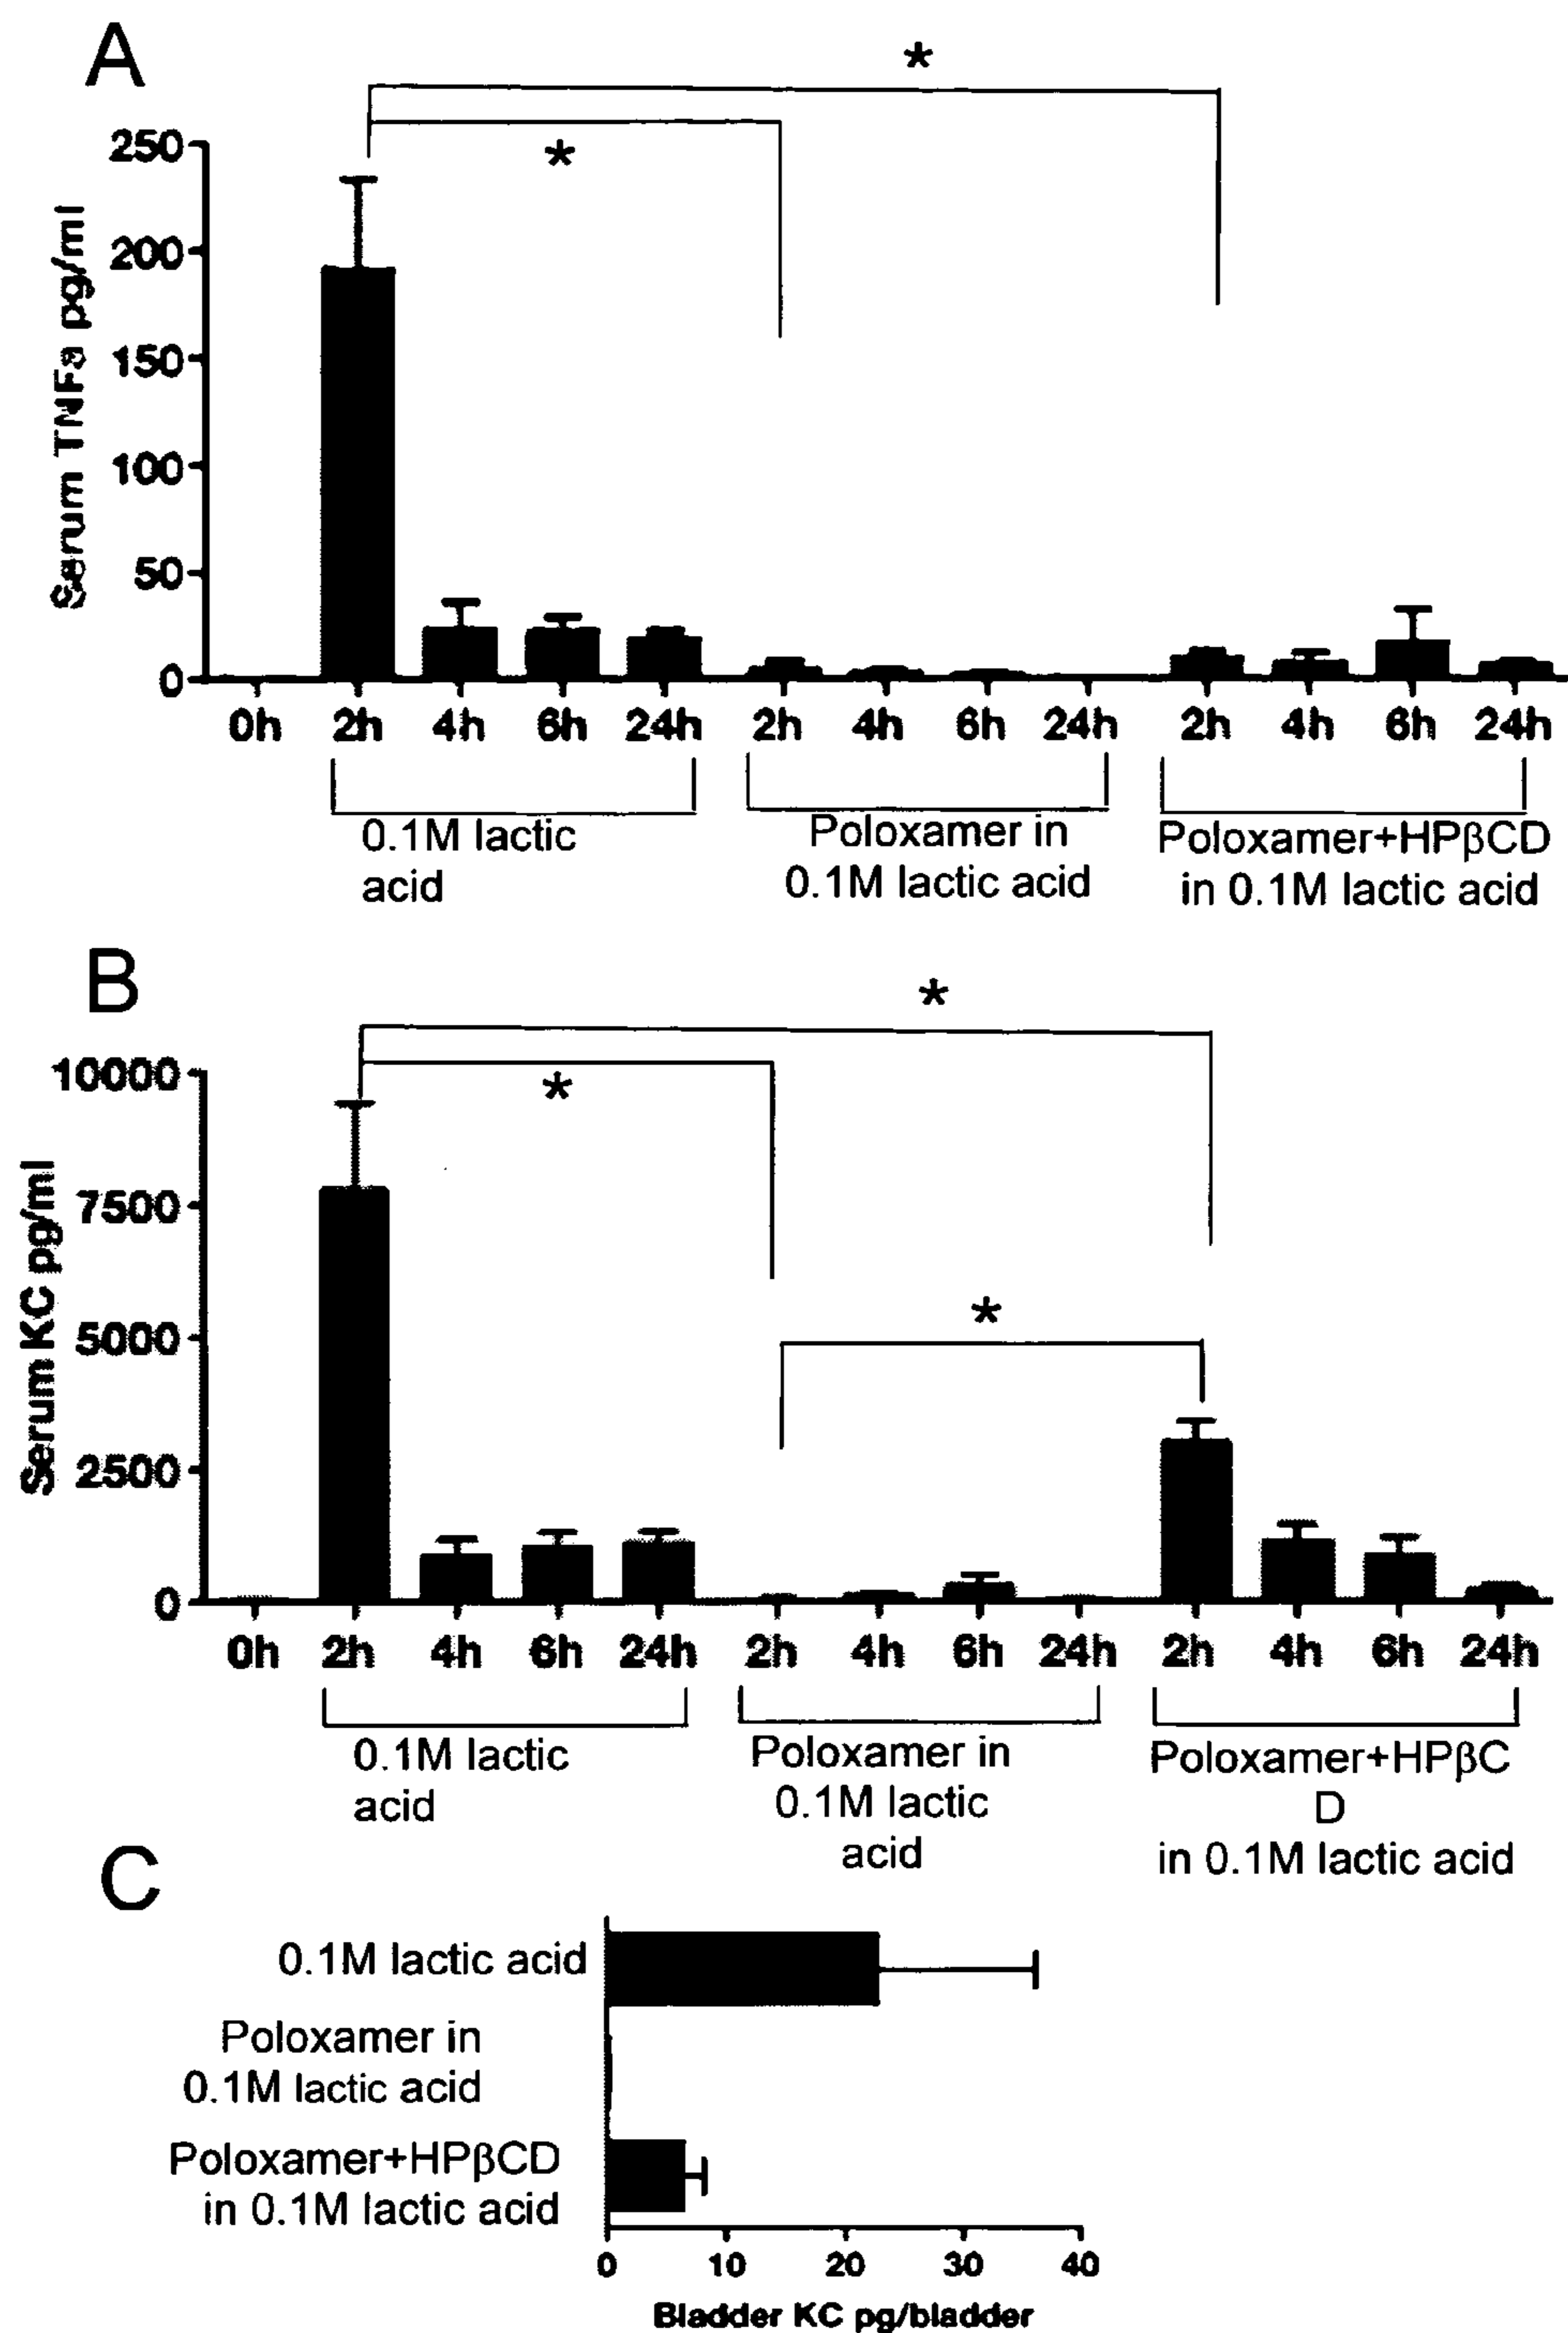 A
*
*
250
200
150
100
50
0
Serum TNFa pg/ml
0h 2h 4h 6h 24h 2h 4h 6h 24h 2h 4h 6h 24h
0.1M lactic
acid
Poloxamer in
0.1M lactic acid
Poloxamer+HPβCD
in 0.1M lactic acid
B
*
*
*
10000
7500
5000
2500
0
Serum KC pg/ml
0h 2h 4h 6h 24h 2h 4h 6h 24h 2h 4h 6h 24h
0.1M lactic
acid
Poloxamer in
0.1M lactic
acid
Poloxamer+HPβC
D
in 0.1M lactic acid
C
0.1M lactic acid
Poloxamer in
0.1M lactic acid
Poloxamer+HPβCD
in 0.1M lactic acid
0 10 20 30 40
Bladder KC pg/bladder